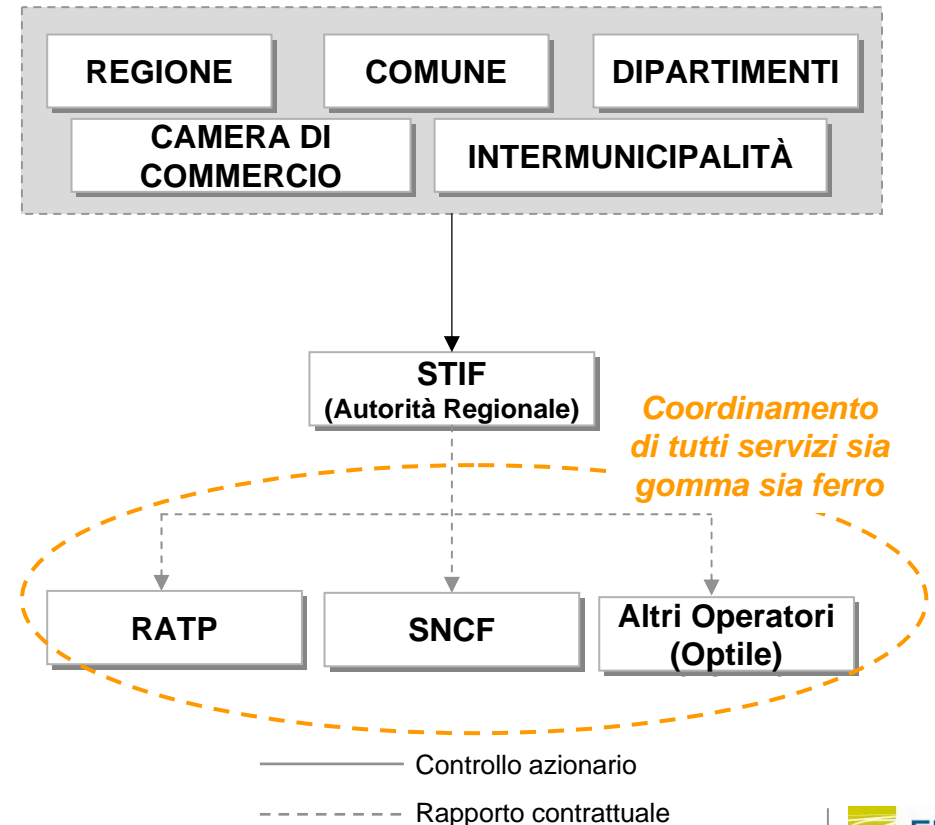 REGIONE
COMUNE
DIPARTIMENTI
CAMERA DI
COMMERCIO
INTERMUNICIPALITÀ
STIF
(Autorità Regionale)
Coordinamento
di tutti servizi sia
gomma sia ferro
RATP
SNCF
Altri Operatori
(Optile)
Controllo azionario
Rapporto contrattuale